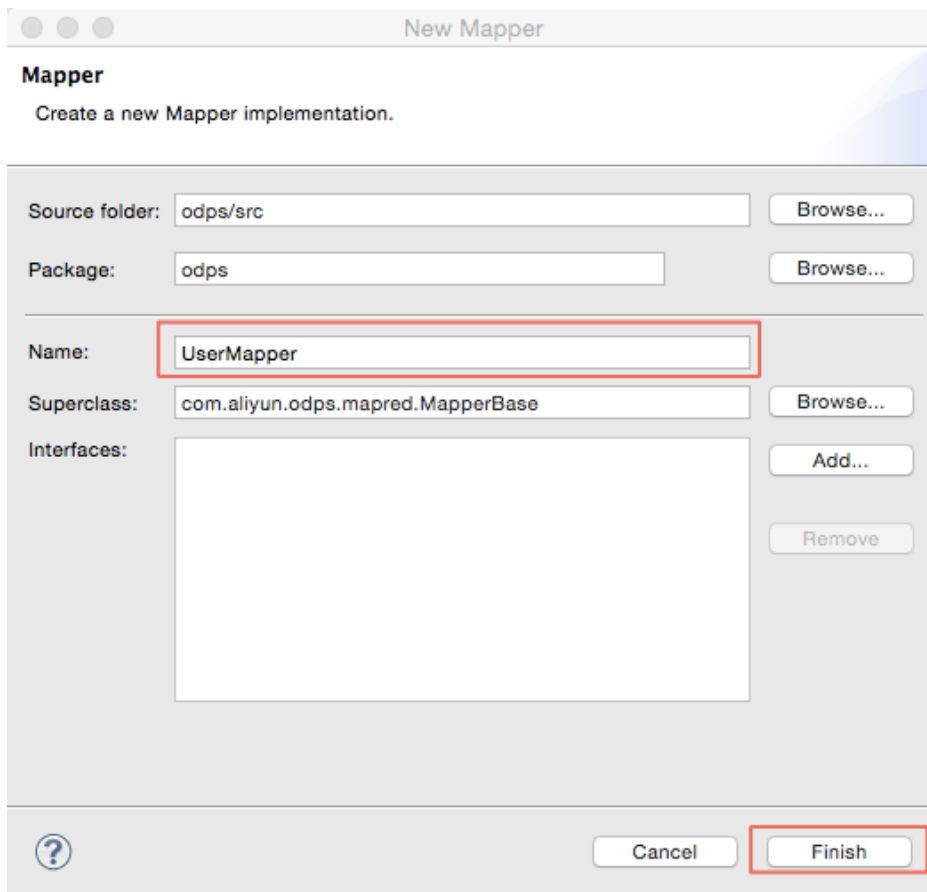 New Mapper
Mapper
Create a new Mapper implementation.
Source folder: odps/src Browse...
Package: odps Browse...
Name: UserMapper
Superclass: com.aliyun.odps.mapred.MapperBase Browse...
Interfaces: Add...
Remove
? Cancel Finish